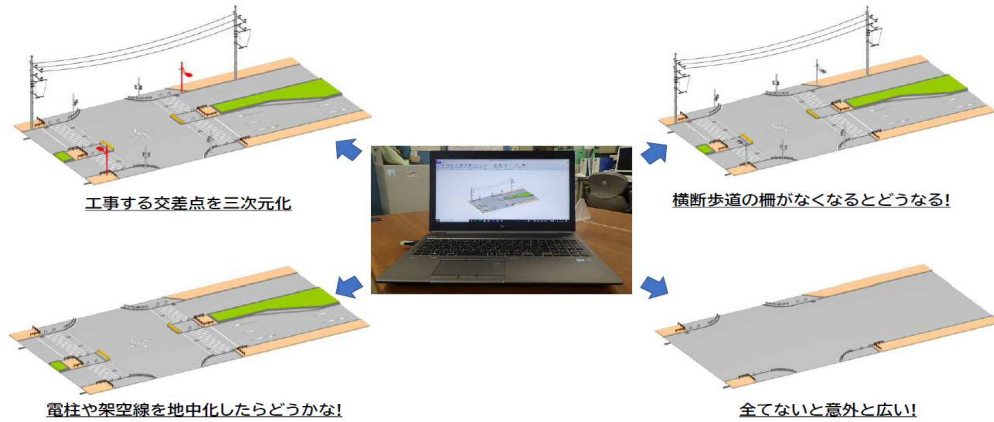 工事する交差点を三次元化
横断歩道の柵がなくなるとどうなる!
電柱や架空線を地中化したらどうかな!
全てないと意外と広い!